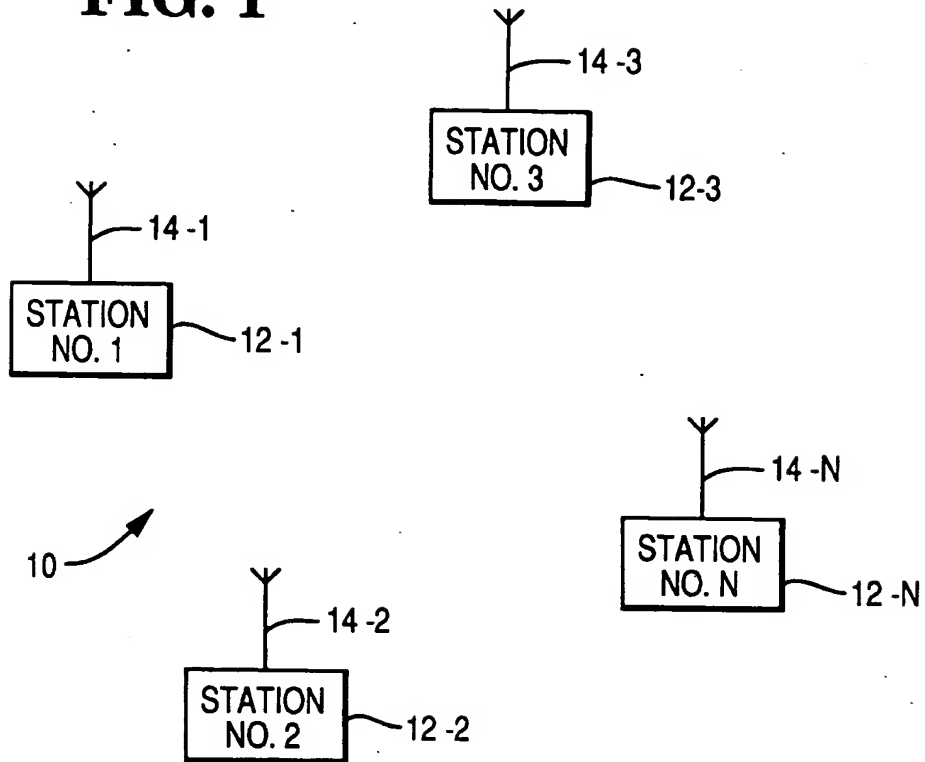 FIG. 1
14-3
STATION
NO. 3
12-3
14-1
STATION
NO. 1
12-1
14-N
STATION
NO. N
12-N
10
14-2
STATION
NO. 2
12-2